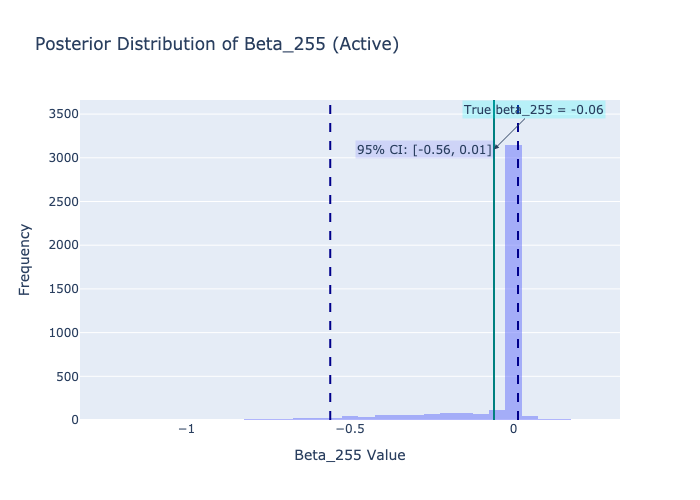 Posterior Distribution of Beta_255 (Active)
True beta_255 = -0.06
95% CI: [-0.56, 0.01]
3500
3000
2500
2000
1500
1000
500
0
Frequency
−1
−0.5
0
Beta_255 Value